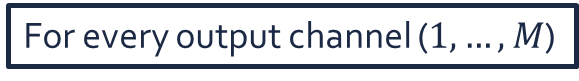 For every output channel (1, ..., M)